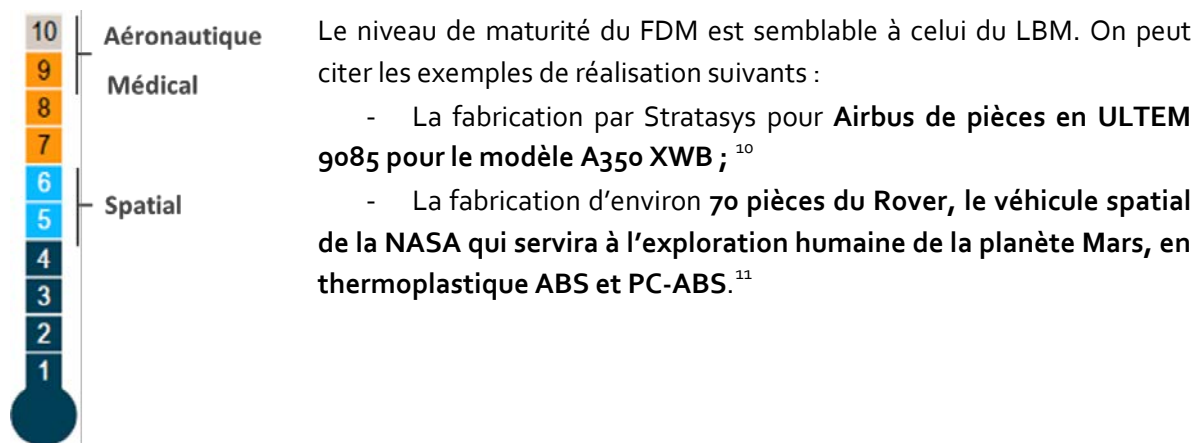 10
9
8
7
6
5
4
3
2
1
Aéronautique
Médical
Spatial
Le niveau de maturité du FDM est semblable à celui du LBM. On peut
citer les exemples de réalisation suivants :
- La fabrication par Stratasys pour Airbus de pièces en ULTEM
9085 pour le modèle A350 XWB ; 10
- La fabrication d’environ 70 pièces du Rover, le véhicule spatial
de la NASA qui servira à l’exploration humaine de la planète Mars, en
thermoplastique ABS et PC-ABS.11